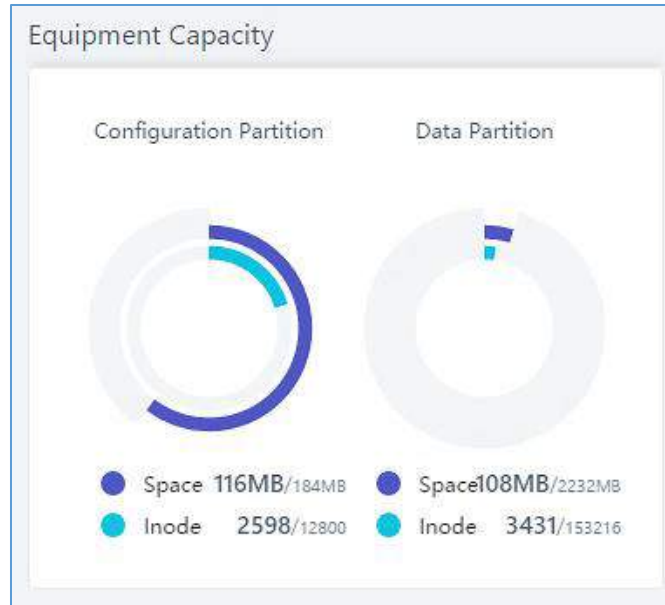 Equipment Capacity
Configuration Partition
Data Partition
Space 116MB/184MB
Inode 2598/12800
Space108MB/2232MB
Inode 3431/153216